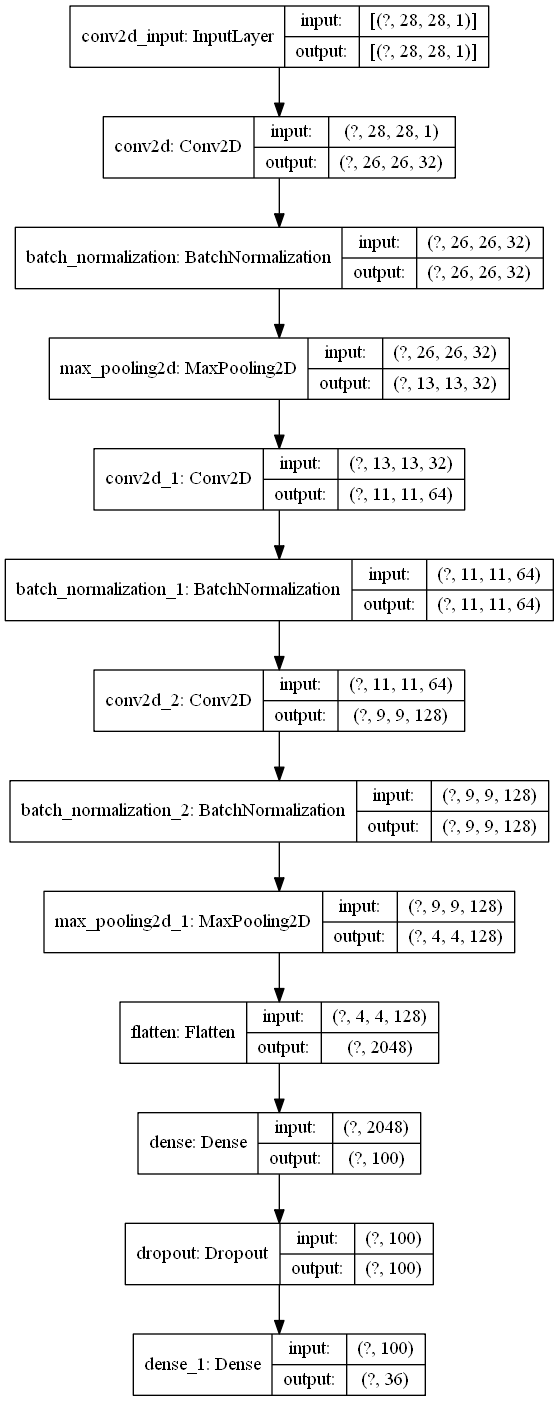 conv2d_input: InputLayer
input: [(?, 28, 28, 1)]
output: [(?, 28, 28, 1)]
conv2d: Conv2D
input: (?, 28, 28, 1)
output: (?, 26, 26, 32)
batch_normalization: BatchNormalization
input: (?, 26, 26, 32)
output: (?, 26, 26, 32)
max_pooling2d: MaxPooling2D
input: (?, 26, 26, 32)
output: (?, 13, 13, 32)
conv2d_1: Conv2D
input: (?, 13, 13, 32)
output: (?, 11, 11, 64)
batch_normalization_1: BatchNormalization
input: (?, 11, 11, 64)
output: (?, 11, 11, 64)
conv2d_2: Conv2D
input: (?, 11, 11, 64)
output: (?, 9, 9, 128)
batch_normalization_2: BatchNormalization
input: (?, 9, 9, 128)
output: (?, 9, 9, 128)
max_pooling2d_1: MaxPooling2D
input: (?, 9, 9, 128)
output: (?, 4, 4, 128)
flatten: Flatten
input: (?, 4, 4, 128)
output: (?, 2048)
dense: Dense
input: (?, 2048)
output: (?, 100)
dropout: Dropout
input: (?, 100)
output: (?, 100)
dense_1: Dense
input: (?, 100)
output: (?, 36)